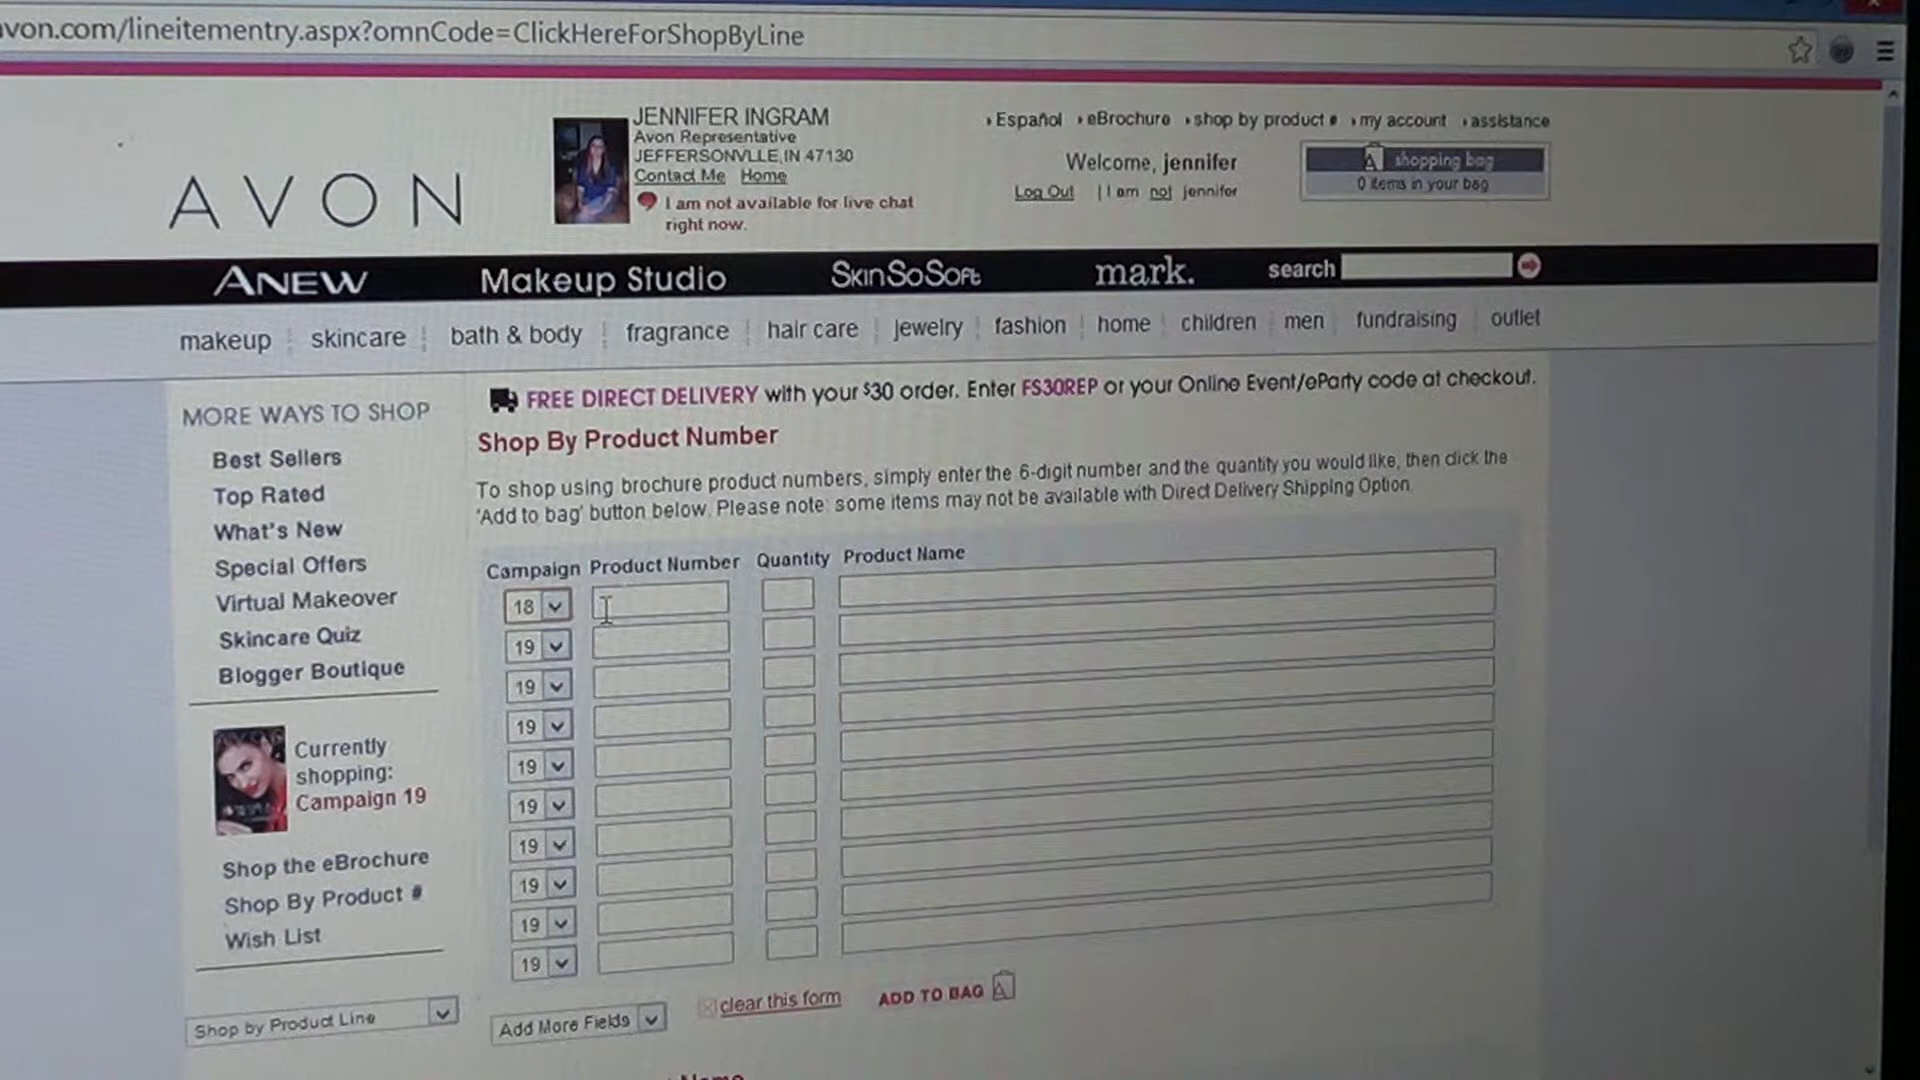 von.com/lineitementry.aspx?omnCode=ClickHereForShopByLine
AVON
JENNIFER INGRAM
Avon Representative
JEFFERSONVLLE,IN 47130
Contact Me Home
I am not available for live chat
right now.
Español eBrochure shop by product # my account assistance
Welcome, jennifer
Log Out | I am not jennifer
shopping bag
0 items in your bag
ANEW Makeup Studio SKINSOSOFT mark. search
makeup skincare bath & body fragrance hair care jewelry fashion home children men fundraising outlet
MORE WAYS TO SHOP
Best Sellers
Top Rated
What's New
Special Offers
Virtual Makeover
Skincare Quiz
Blogger Boutique
Currently
shopping:
Campaign 19
Shop the eBrochure
Shop By Product #
Wish List
Shop by Product Line
FREE DIRECT DELIVERY with your $30 order. Enter FS30REP or your Online Event/eParty code at checkout.
Shop By Product Number
To shop using brochure product numbers, simply enter the 6-digit number and the quantity you would like, then click the
'Add to bag' button below. Please note: some items may not be available with Direct Delivery Shipping Option.
Campaign Product Number Quantity Product Name
18
19
19
19
19
19
19
19
19
19
Add More Fields clear this form ADD TO BAG